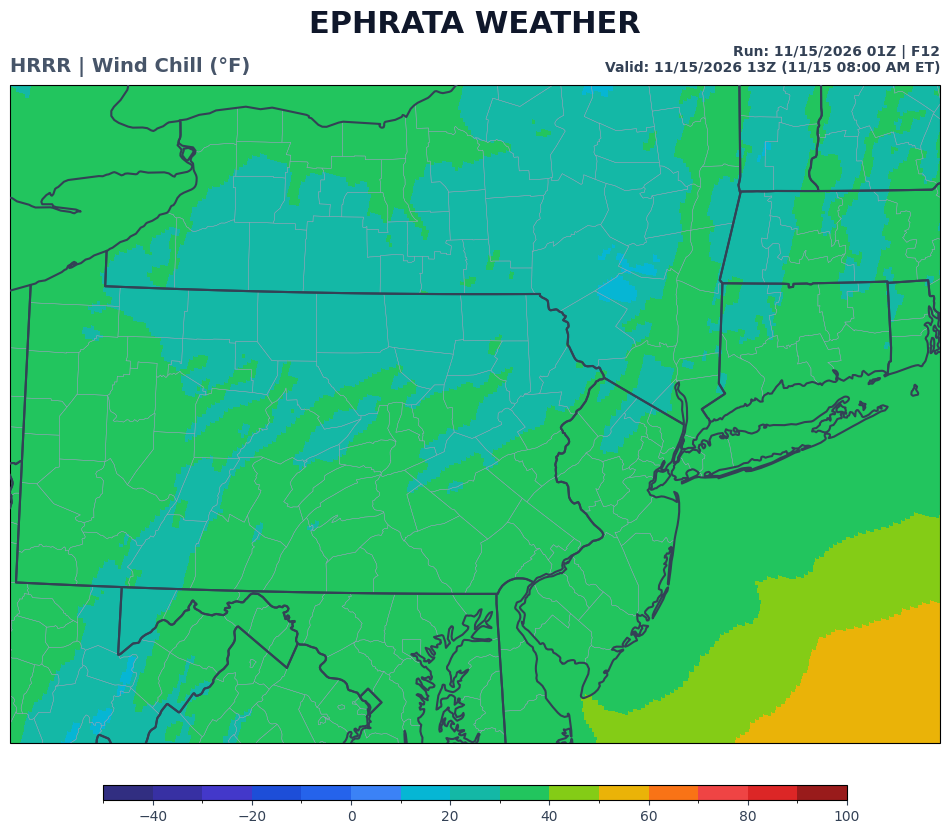 EPHRATA WEATHER
HRRR | Wind Chill (°F)
Run: 11/15/2026 01Z | F12
Valid: 11/15/2026 13Z (11/15 08:00 AM ET)
−40 −20 0 20 40 60 80 100